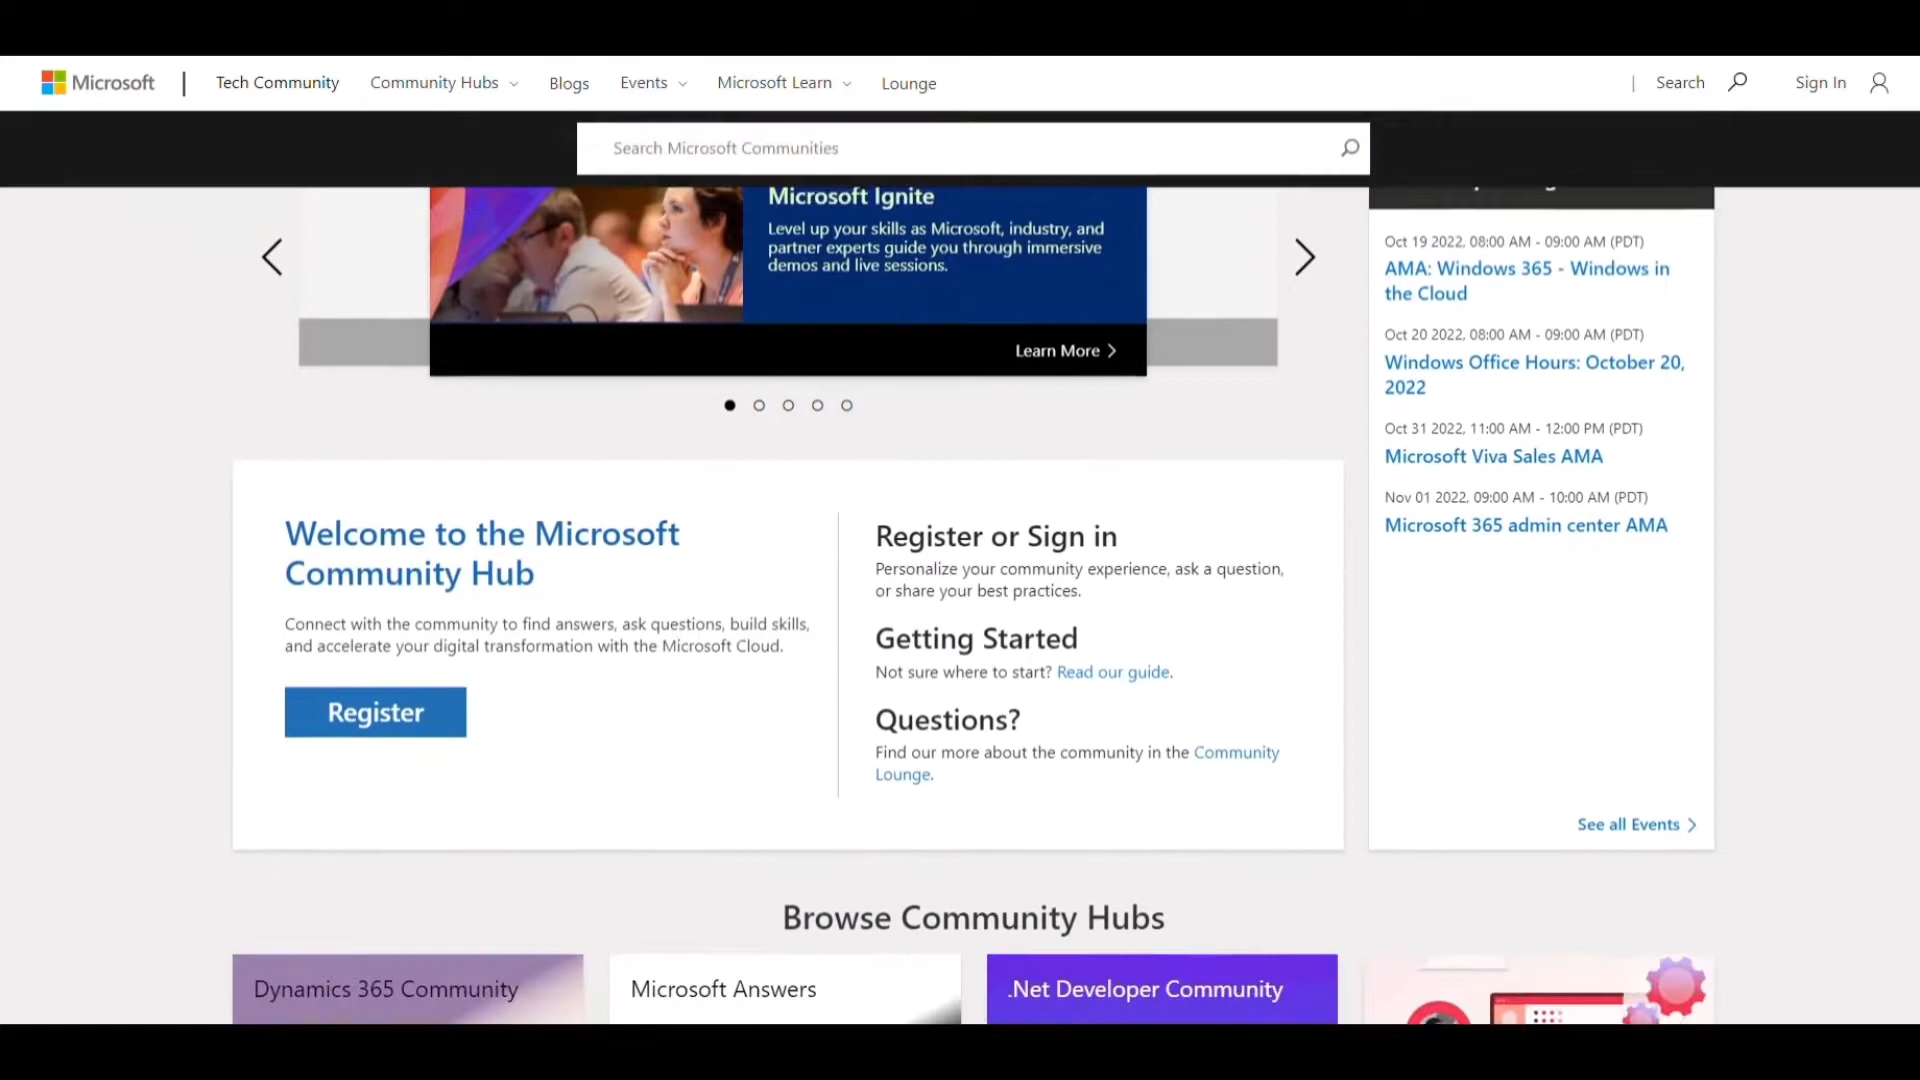 Microsoft
Tech Community
Community Hubs
Blogs
Events
Microsoft Learn
Lounge
Search
Sign In
Search Microsoft Communities
Microsoft Ignite
Level up your skills as Microsoft, industry, and
partner experts guide you through immersive
demos and live sessions.
Learn More
Oct 19 2022, 08:00 AM - 09:00 AM (PDT)
AMA: Windows 365 - Windows in
the Cloud
Oct 20 2022, 08:00 AM - 09:00 AM (PDT)
Windows Office Hours: October 20,
2022
Oct 31 2022, 11:00 AM - 12:00 PM (PDT)
Microsoft Viva Sales AMA
Nov 01 2022, 09:00 AM - 10:00 AM (PDT)
Microsoft 365 admin center AMA
See all Events
Welcome to the Microsoft
Community Hub
Connect with the community to find answers, ask questions, build skills,
and accelerate your digital transformation with the Microsoft Cloud.
Register
Register or Sign in
Personalize your community experience, ask a question,
or share your best practices.
Getting Started
Not sure where to start? Read our guide.
Questions?
Find our more about the community in the Community
Lounge.
Browse Community Hubs
Dynamics 365 Community
Microsoft Answers
.Net Developer Community